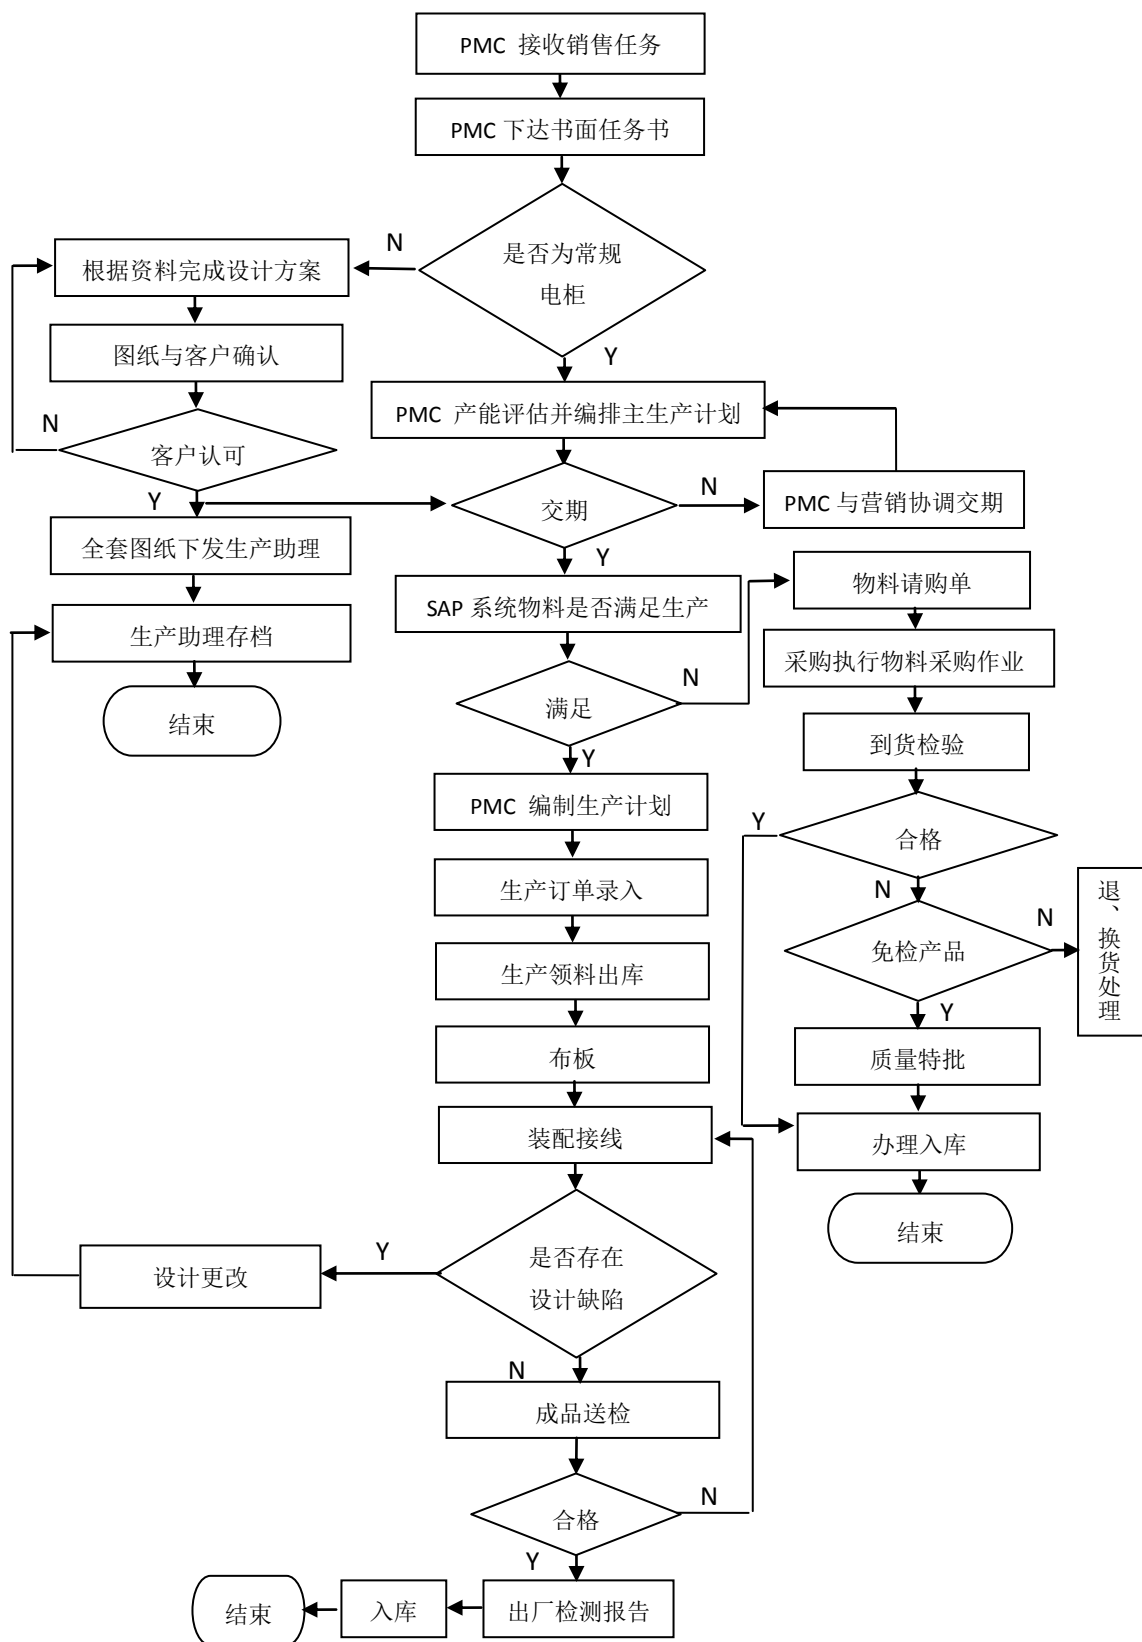 PMC 接收销售任务
PMC 下达书面任务书
是否为常规
电柜
N
Y
根据资料完成设计方案
图纸与客户确认
客户认可
N
Y
全套图纸下发生产助理
生产助理存档
结束
PMC 产能评估并编排主生产计划
交期
N
PMC 与营销协调交期
Y
SAP 系统物料是否满足生产
满足
N
Y
物料请购单
采购执行物料采购作业
到货检验
合格
Y
N
免检产品
N
退、换货处理
Y
质量特批
办理入库
结束
PMC 编制生产计划
生产订单录入
生产领料出库
布板
装配接线
是否存在
设计缺陷
Y
设计更改
N
成品送检
合格
N
Y
出厂检测报告
入库
结束